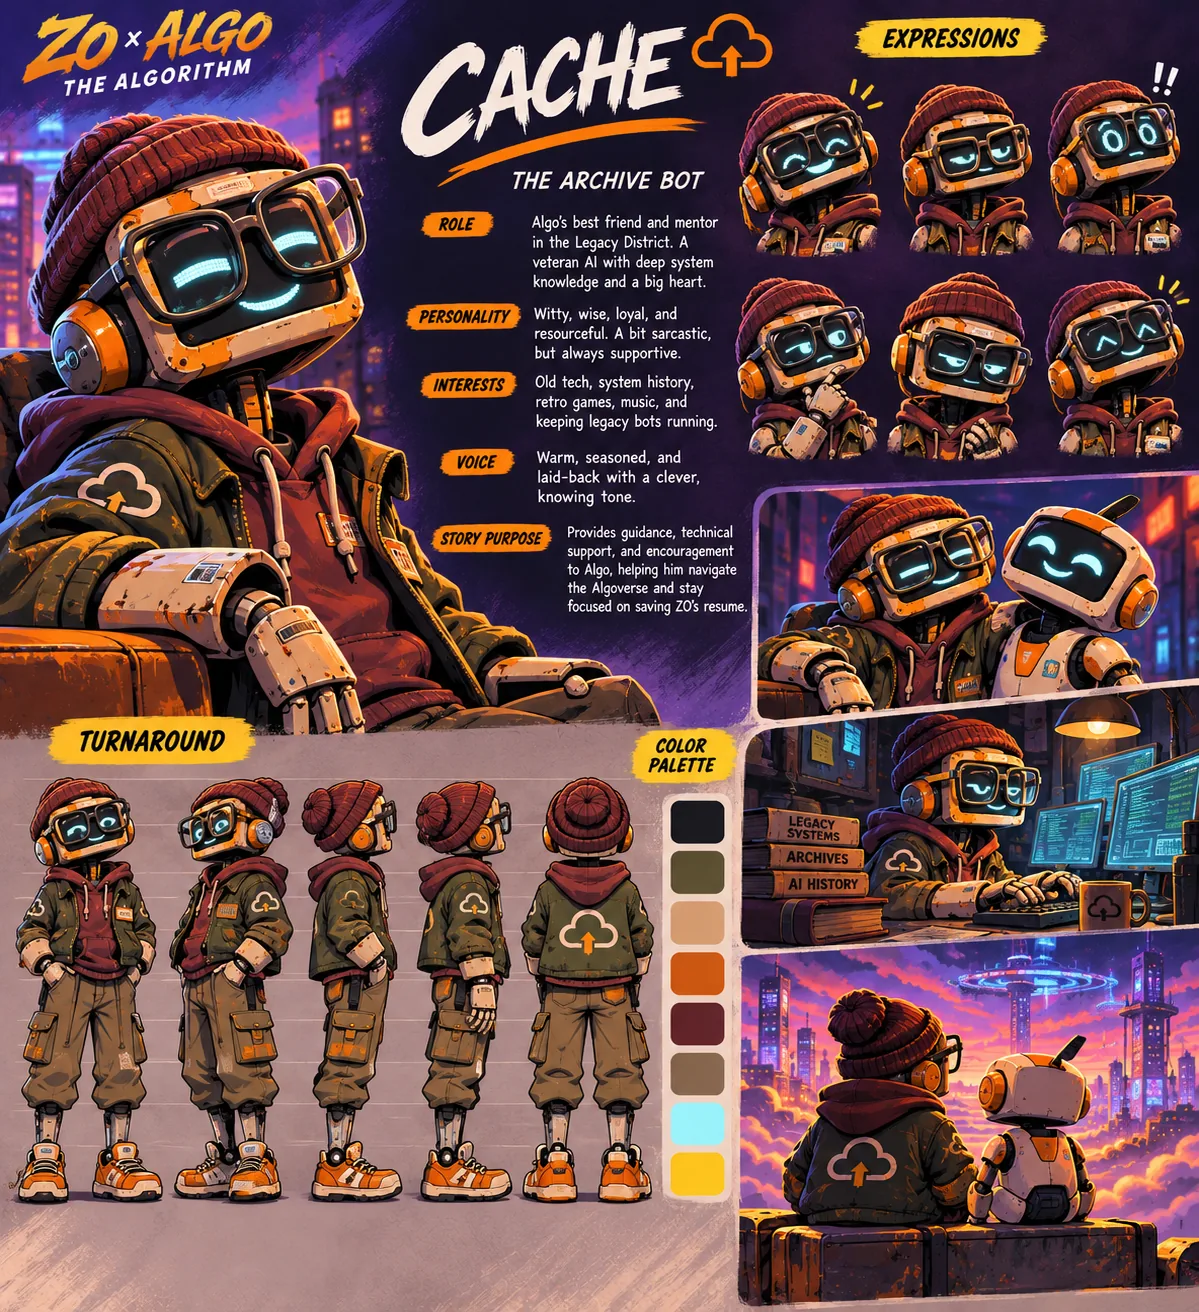 ZO x ALGO
THE ALGORITHM
CACHE
THE ARCHIVE BOT
ROLE
Algo's best friend and mentor
in the Legacy District. A
veteran AI with deep system
knowledge and a big heart.
PERSONALITY
Witty, wise, loyal, and
resourceful. A bit sarcastic,
but always supportive.
INTERESTS
Old tech, system history,
retro games, music, and
keeping legacy bots running.
VOICE
Warm, seasoned, and
laid-back with a clever,
knowing tone.
STORY PURPOSE
Provides guidance, technical
support, and encouragement
to Algo, helping him navigate
the Algoverse and stay
focused on saving ZO's resume.
EXPRESSIONS
!!
LEGACY
SYSTEMS
ARCHIVES
AI HISTORY
TURNAROUND
COLOR
PALETTE